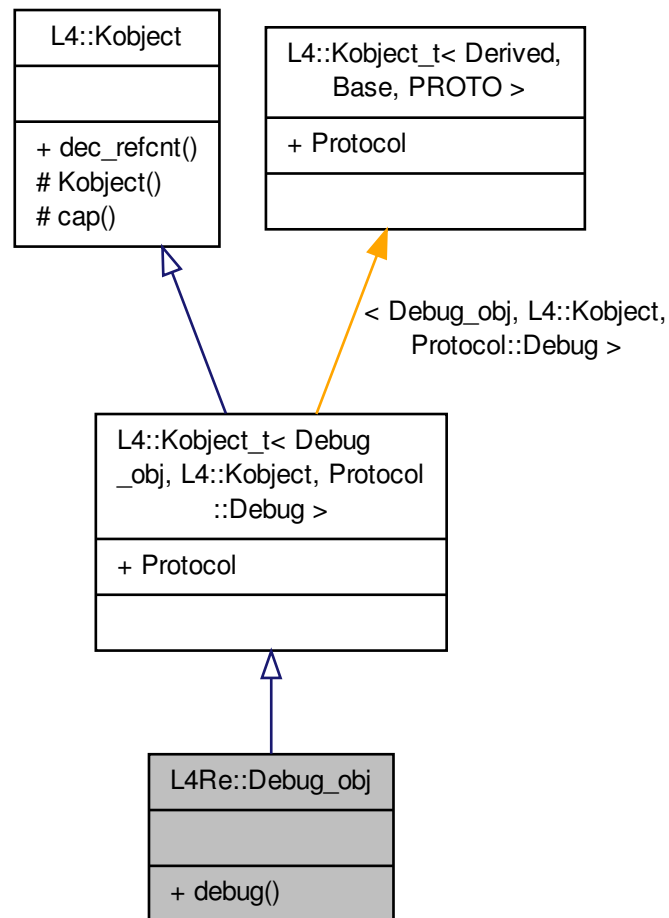 L4::Kobject
+ dec_refcnt()
# Kobject()
# cap()
L4::Kobject_t< Derived,
Base, PROTO >
+ Protocol
< Debug_obj, L4::Kobject,
Protocol::Debug >
L4::Kobject_t< Debug
_obj, L4::Kobject, Protocol
::Debug >
+ Protocol
L4Re::Debug_obj
+ debug()